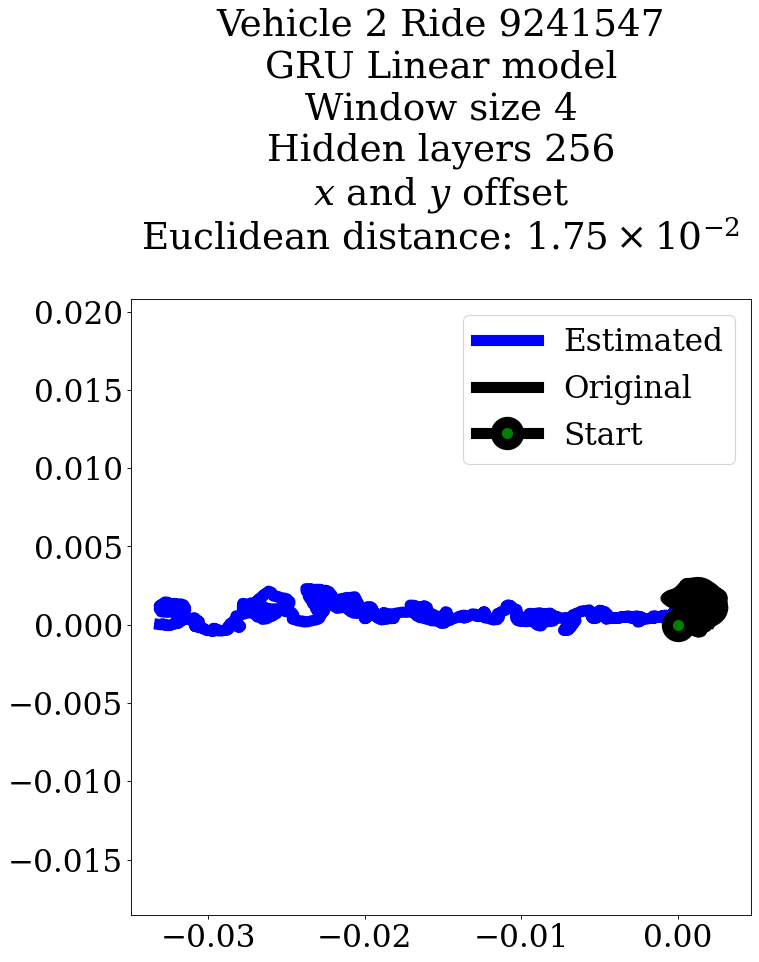 Vehicle 2 Ride 9241547
GRU Linear model
Window size 4
Hidden layers 256
x and y offset
Euclidean distance: 1.75 × 10⁻²
Estimated
Original
Start
0.020
0.015
0.010
0.005
0.000
−0.005
−0.010
−0.015
−0.03 −0.02 −0.01 0.00